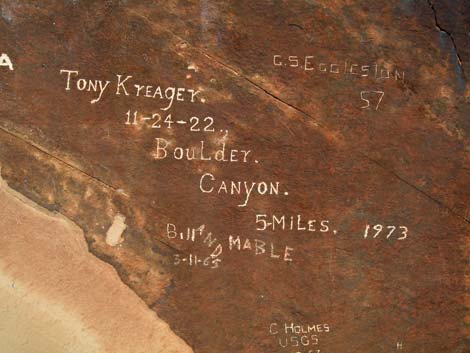 A
C.S. EGGLESTON
57
TONY KREAGER.
11-24-22.,
BOULDER.
CANYON.
5-MILES. 1973
BILL AND MABLE
3-11-63
C HOLMES
USGS
H